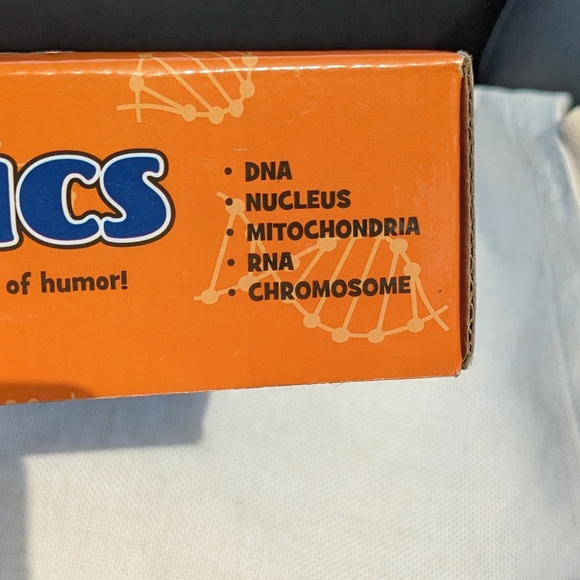 ICS
of humor!
• DNA
• NUCLEUS
• MITOCHONDRIA
• RNA
• CHROMOSOME